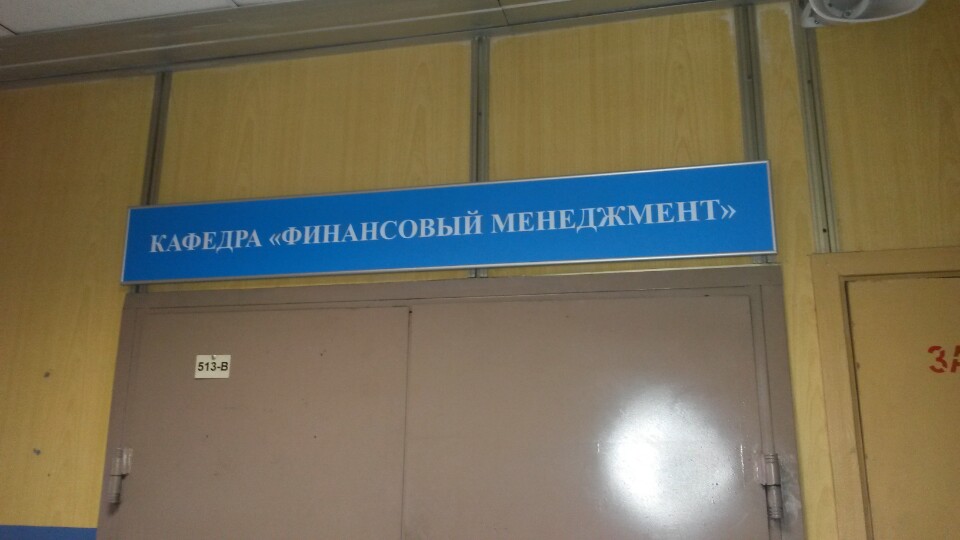 КАФЕДРА «ФИНАНСОВЫЙ МЕНЕДЖМЕНТ»
513-В